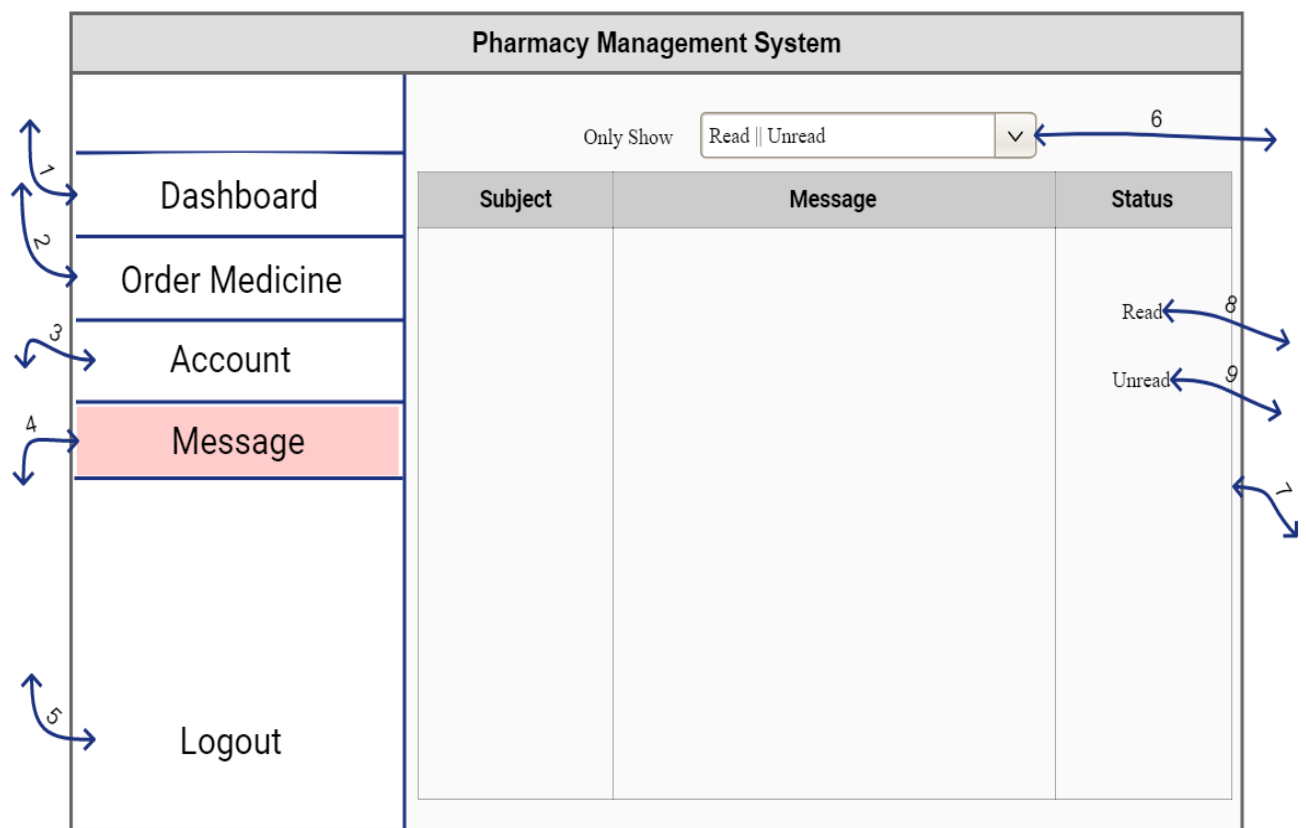 Pharmacy Management System
1
Dashboard
2
Order Medicine
3
Account
4
Message
5
Logout
Only Show
Read || Unread
6
Subject
Message
Status
Read
8
Unread
9
7